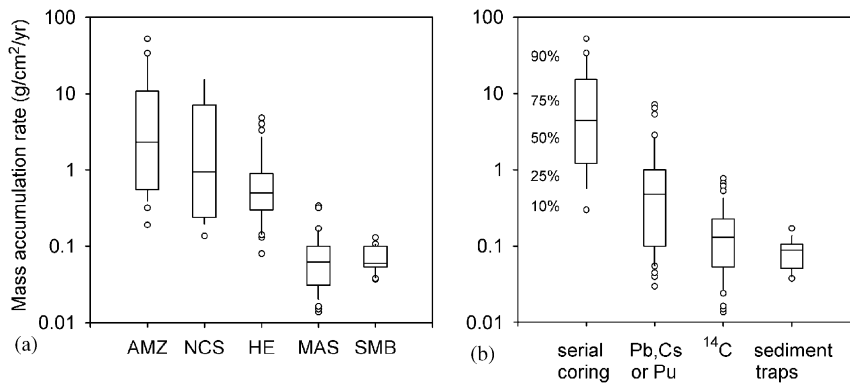 Mass accumulation rate (g/cm²/yr)
100
10
1
0.1
0.01
AMZ NCS HE MAS SMB
(a)
100
10
1
0.1
0.01
90%
75%
50%
25%
10%
serial coring
Pb,Cs or Pu
¹⁴C
sediment traps
(b)